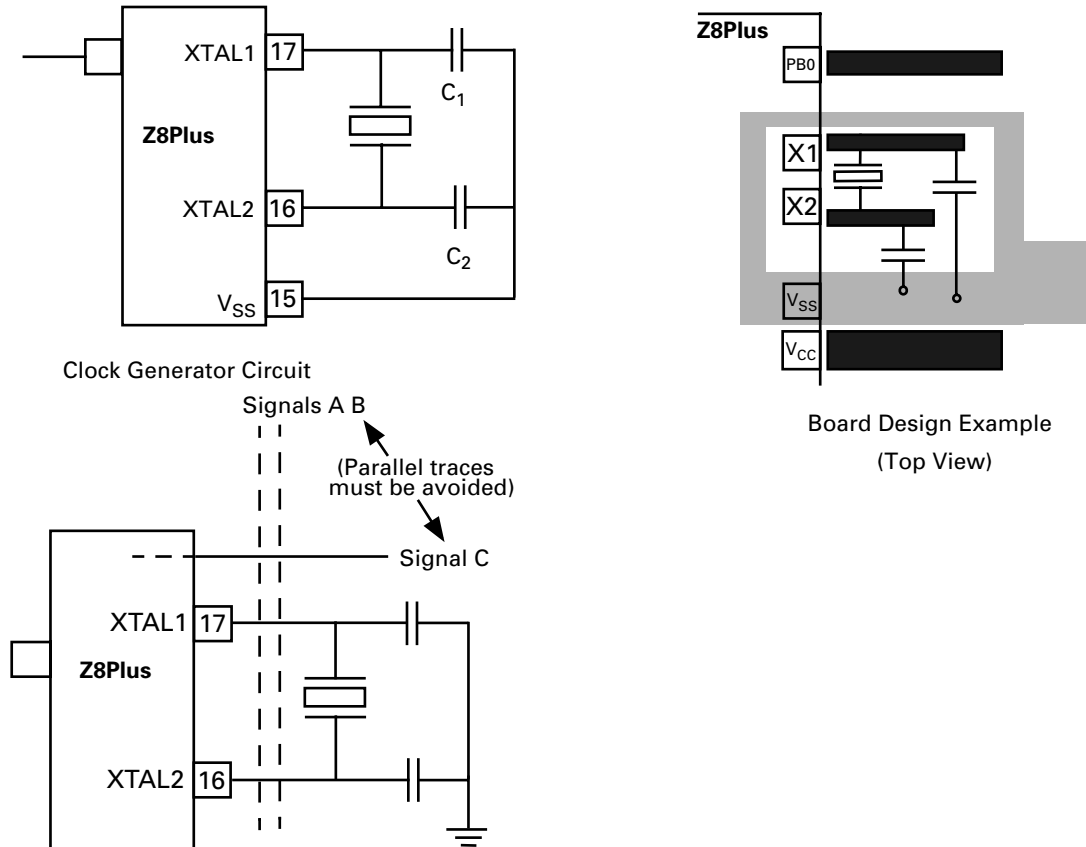 XTAL1 17
C1
Z8Plus
XTAL2 16
C2
VSS 15
Clock Generator Circuit
Z8Plus
PB0
X1
X2
VSS
VCC
Board Design Example
(Top View)
Signals A B
(Parallel traces
must be avoided)
Signal C
XTAL1 17
Z8Plus
XTAL2 16